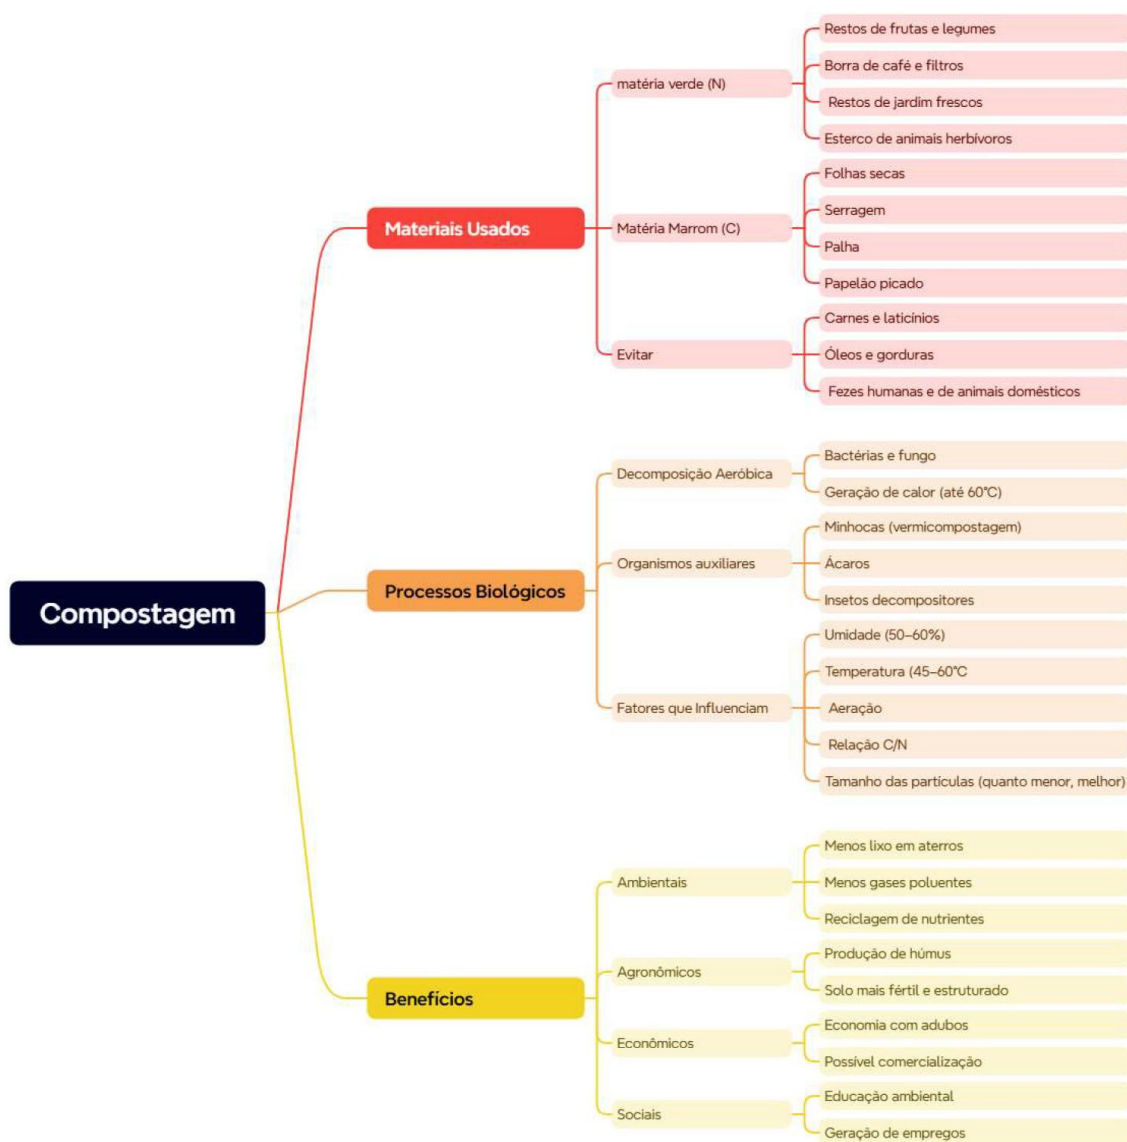 Compostagem
Materiais Usados
matéria verde (N)
Restos de frutas e legumes
Borra de café e filtros
Restos de jardim frescos
Esterco de animais herbívoros
Matéria Marrom (C)
Folhas secas
Serragem
Palha
Papelão picado
Evitar
Carnes e laticínios
Óleos e gorduras
Fezes humanas e de animais domésticos
Processos Biológicos
Decomposição Aeróbica
Bactérias e fungo
Geração de calor (até 60°C)
Organismos auxiliares
Minhocas (vermicompostagem)
Ácaros
Insetos decompositores
Fatores que Influenciam
Umidade (50–60%)
Temperatura (45–60°C
Aeração
Relação C/N
Tamanho das partículas (quanto menor, melhor)
Benefícios
Ambientais
Menos lixo em aterros
Menos gases poluentes
Reciclagem de nutrientes
Agronômicos
Produção de húmus
Solo mais fértil e estruturado
Econômicos
Economia com adubos
Possível comercialização
Sociais
Educação ambiental
Geração de empregos